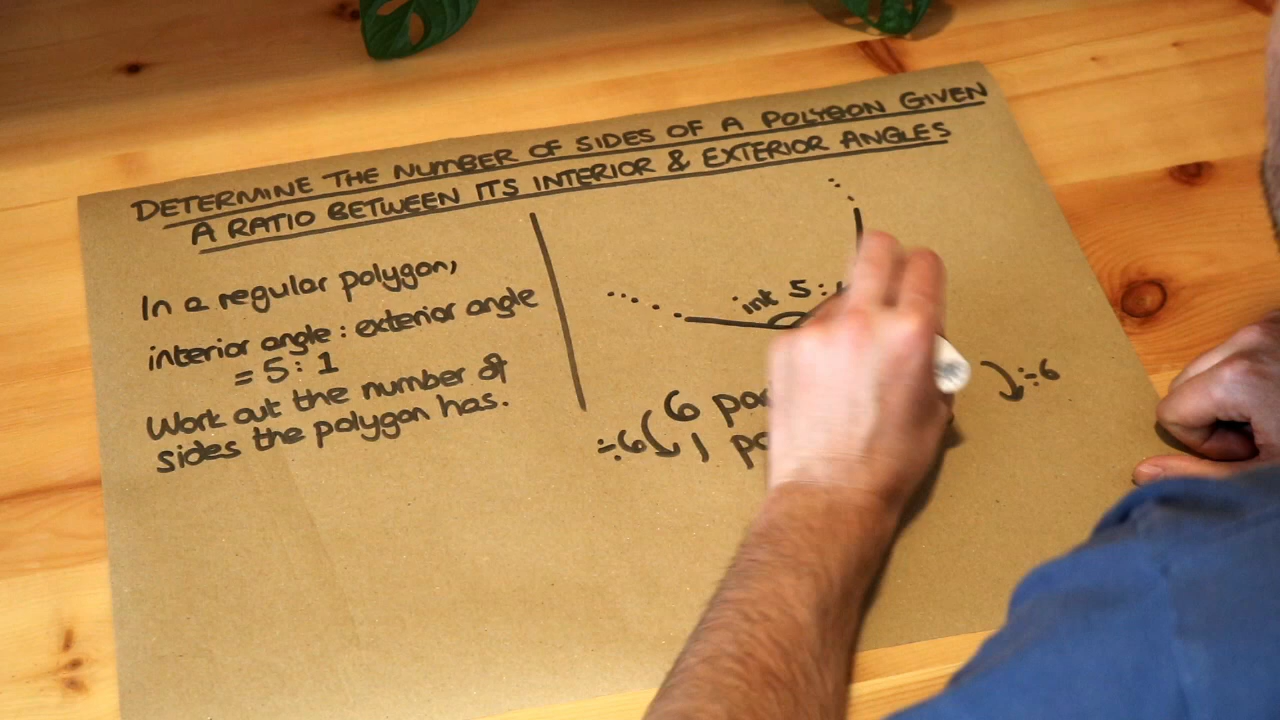 DETERMINE THE NUMBER OF SIDES OF A POLYGON GIVEN
A RATIO BETWEEN ITS INTERIOR & EXTERIOR ANGLES
In a regular polygon,
interior angle : exterior angle
= 5 : 1
Work out the number of
sides the polygon has.
int 5 :
6
÷6 1
÷6